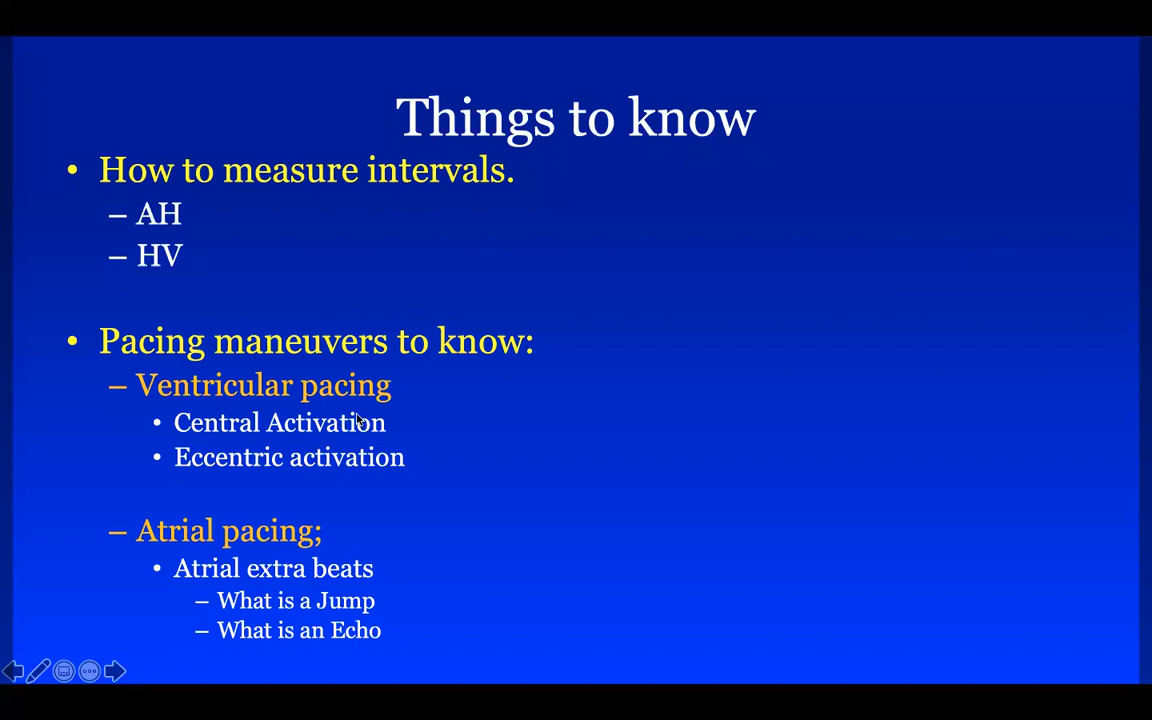 Things to know
• How to measure intervals.
– AH
– HV
• Pacing maneuvers to know:
– Ventricular pacing
• Central Activation
• Eccentric activation
– Atrial pacing;
• Atrial extra beats
– What is a Jump
– What is an Echo